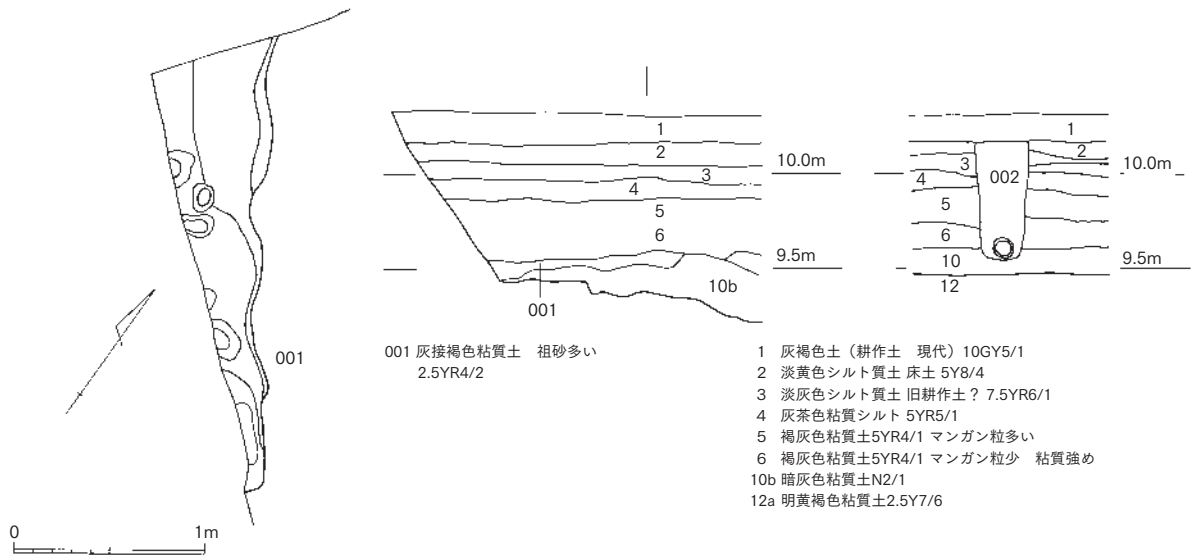 001
0 1m
1
2
3
4
5
6
10.0m
9.5m
10b
001
1
2
3
4
5
6
10
12
002
10.0m
9.5m
001 灰接褐色粘質土 祖砂多い
2.5YR4/2
1 灰褐色土（耕作土 現代）10GY5/1
2 淡黄色シルト質土 床土 5Y8/4
3 淡灰色シルト質土 旧耕作土？ 7.5YR6/1
4 灰茶色粘質シルト 5YR5/1
5 褐灰色粘質土5YR4/1 マンガン粒多い
6 褐灰色粘質土5YR4/1 マンガン粒少 粘質強め
10b 暗灰色粘質土N2/1
12a 明黄褐色粘質土2.5Y7/6